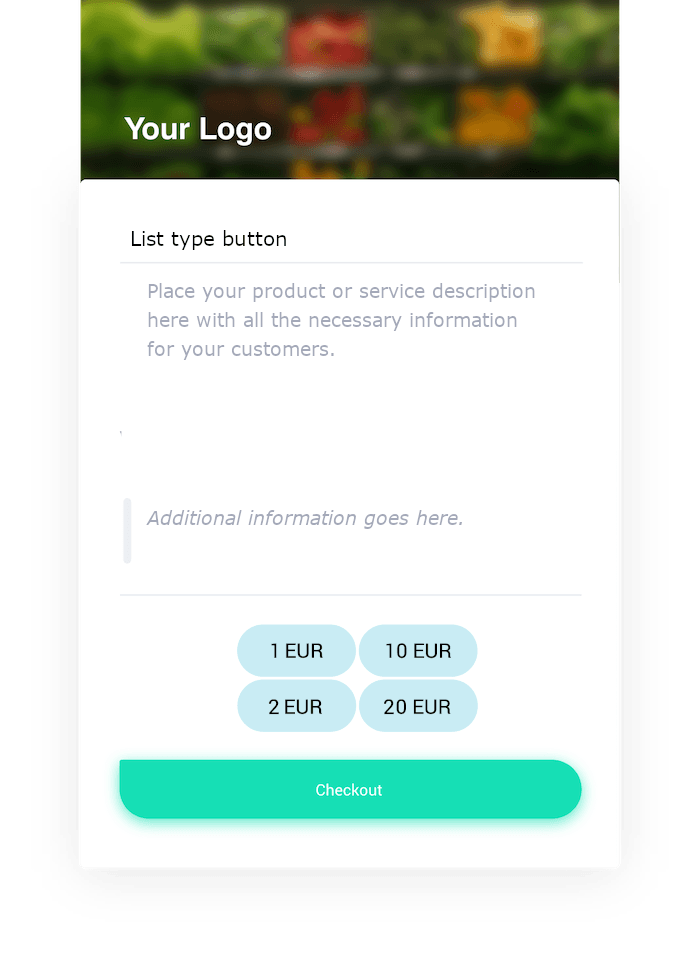 Your Logo
List type button
Place your product or service description
here with all the necessary information
for your customers.
Additional information goes here.
1 EUR 10 EUR
2 EUR 20 EUR
Checkout